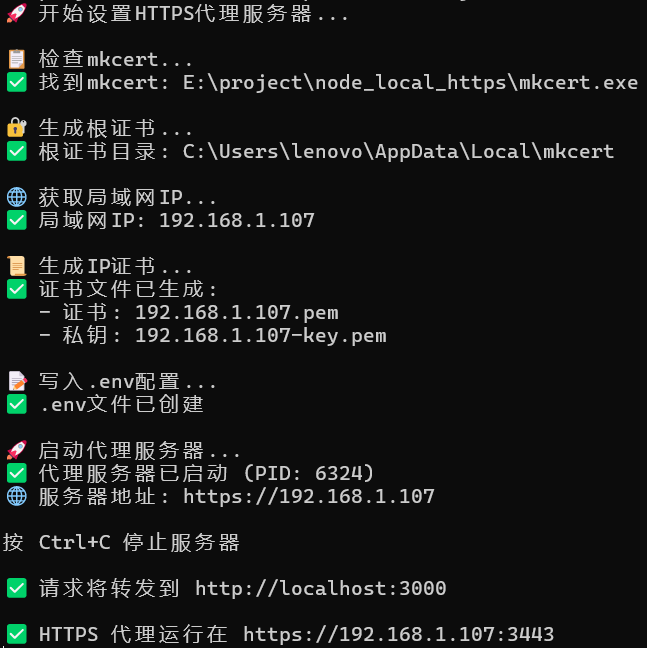 🚀 开始设置HTTPS代理服务器...
📋 检查mkcert...
✅ 找到mkcert: E:\project\node_local_https\mkcert.exe
🔐 生成根证书...
✅ 根证书目录: C:\Users\lenovo\AppData\Local\mkcert
🌐 获取局域网IP...
✅ 局域网IP: 192.168.1.107
📜 生成IP证书...
✅ 证书文件已生成:
- 证书: 192.168.1.107.pem
- 私钥: 192.168.1.107-key.pem
📝 写入.env配置...
✅ .env文件已创建
🚀 启动代理服务器...
✅ 代理服务器已启动 (PID: 6324)
🌐 服务器地址: https://192.168.1.107
按 Ctrl+C 停止服务器
✅ 请求将转发到 http://localhost:3000
✅ HTTPS 代理运行在 https://192.168.1.107:3443